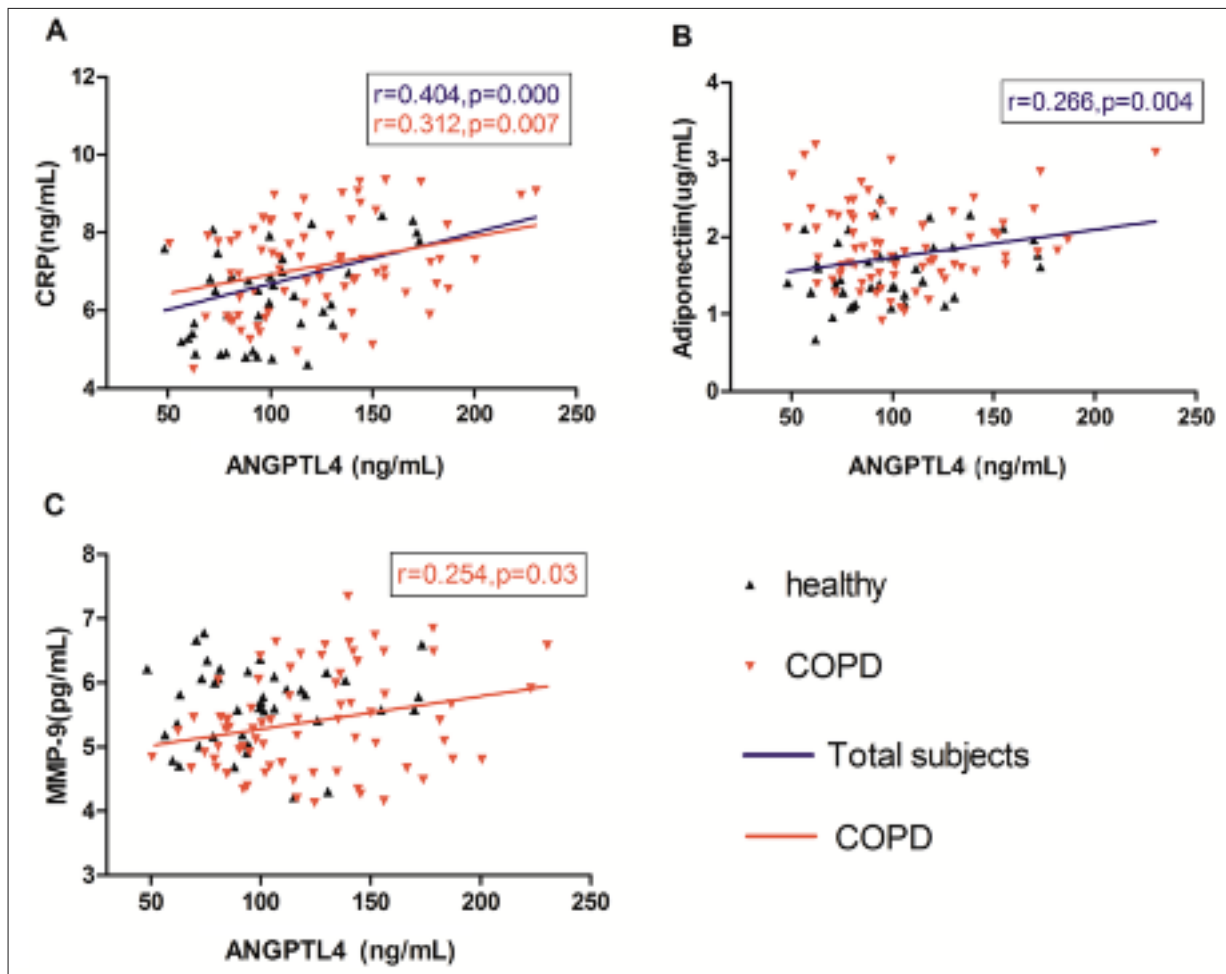 A
CRP(ng/mL)
12
10
8
6
4
r=0.404,p=0.000
r=0.312,p=0.007
50
100
150
200
250
ANGPTL4 (ng/mL)
B
Adiponectiin(ug/mL)
4
3
2
1
0
r=0.266,p=0.004
50
100
150
200
250
ANGPTL4 (ng/mL)
C
MMP-9(pg/mL)
8
7
6
5
4
3
r=0.254,p=0.03
50
100
150
200
250
ANGPTL4 (ng/mL)
healthy
COPD
Total subjects
COPD